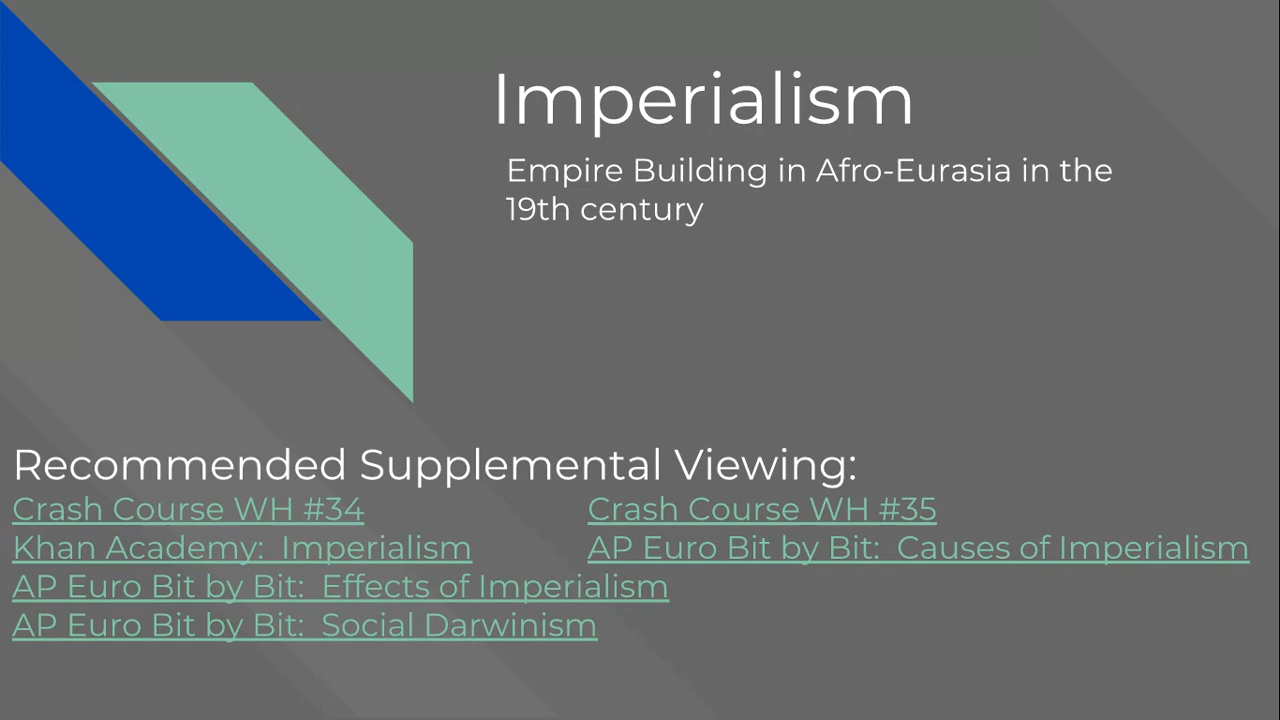 Imperialism
Empire Building in Afro-Eurasia in the
19th century
Recommended Supplemental Viewing:
Crash Course WH #34
Crash Course WH #35
Khan Academy:  Imperialism
AP Euro Bit by Bit:  Causes of Imperialism
AP Euro Bit by Bit:  Effects of Imperialism
AP Euro Bit by Bit:  Social Darwinism